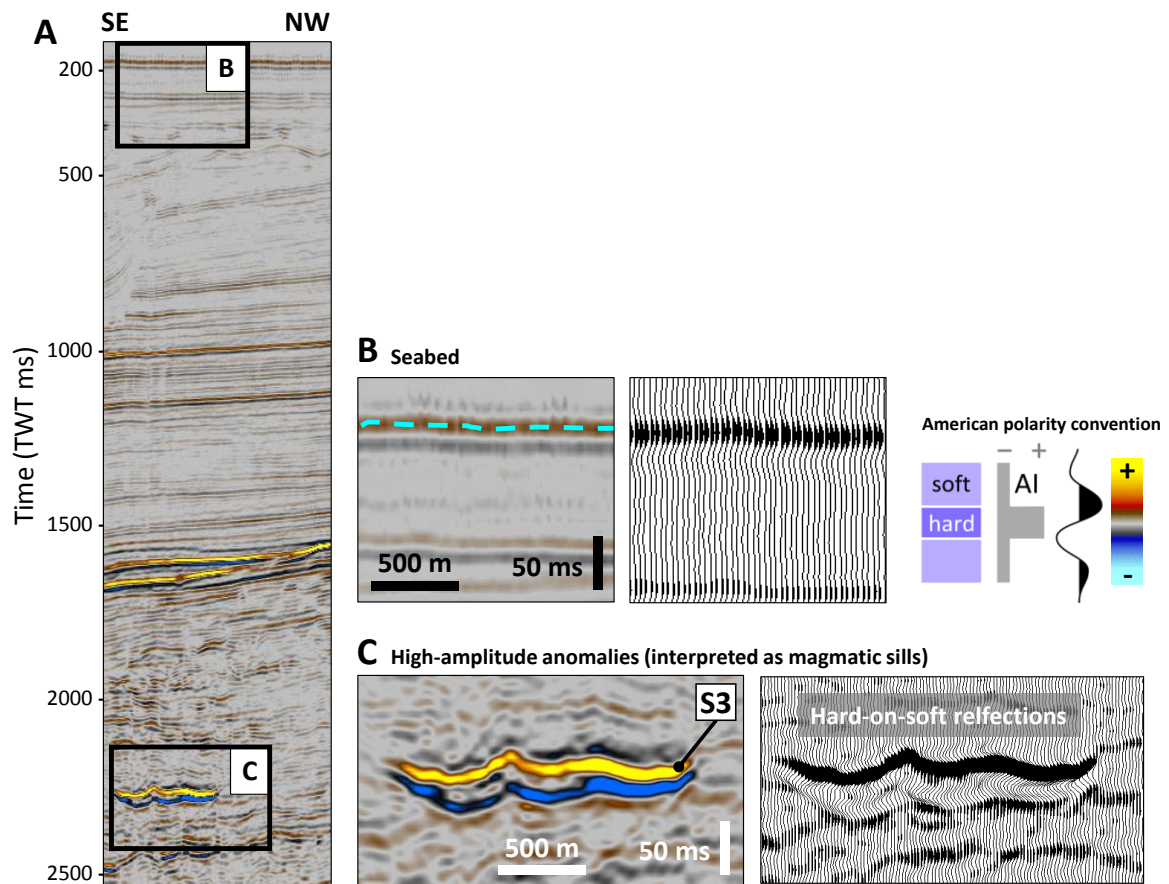 A
SE
NW
B
200
500
1000
1500
2000
2500
Time (TWT ms)
C
B Seabed
500 m
50 ms
American polarity convention
soft
hard
− +
AI
+
-
C High-amplitude anomalies (interpreted as magmatic sills)
S3
500 m
50 ms
Hard-on-soft relfections